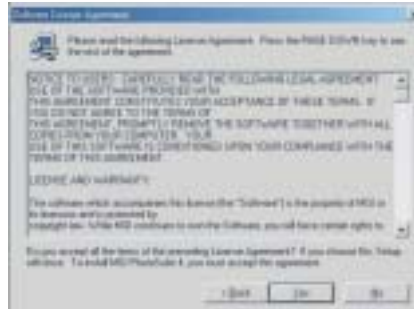 Software License Agreement
Please read the following License Agreement. Press the PAGE DOWN key to see
the rest of the agreement.
NOTICE TO USERS: CAREFULLY READ THE FOLLOWING LEGAL AGREEMENT.
USE OF THE SOFTWARE PROVIDED WITH
THIS AGREEMENT CONSTITUTES YOUR ACCEPTANCE OF THESE TERMS. IF
YOU DO NOT AGREE TO THE TERMS OF
THIS AGREEMENT, PROMPTLY REMOVE THE SOFTWARE TOGETHER WITH ALL
COPIES FROM YOUR COMPUTER. YOUR
USE OF THIS SOFTWARE IS CONDITIONED UPON YOUR COMPLIANCE WITH THE
TERMS OF THIS AGREEMENT.
LICENSE AND WARRANTY:
The software which accompanies this license (the "Software") is the property of MGI or
its licensors and is protected by
copyright law. While MGI continues to own the Software, you will have certain rights to
Do you accept all the terms of the preceding License Agreement? If you choose No, Setup
will close. To install MGI PhotoSuite 4, you must accept this agreement.
< Back
Yes
No